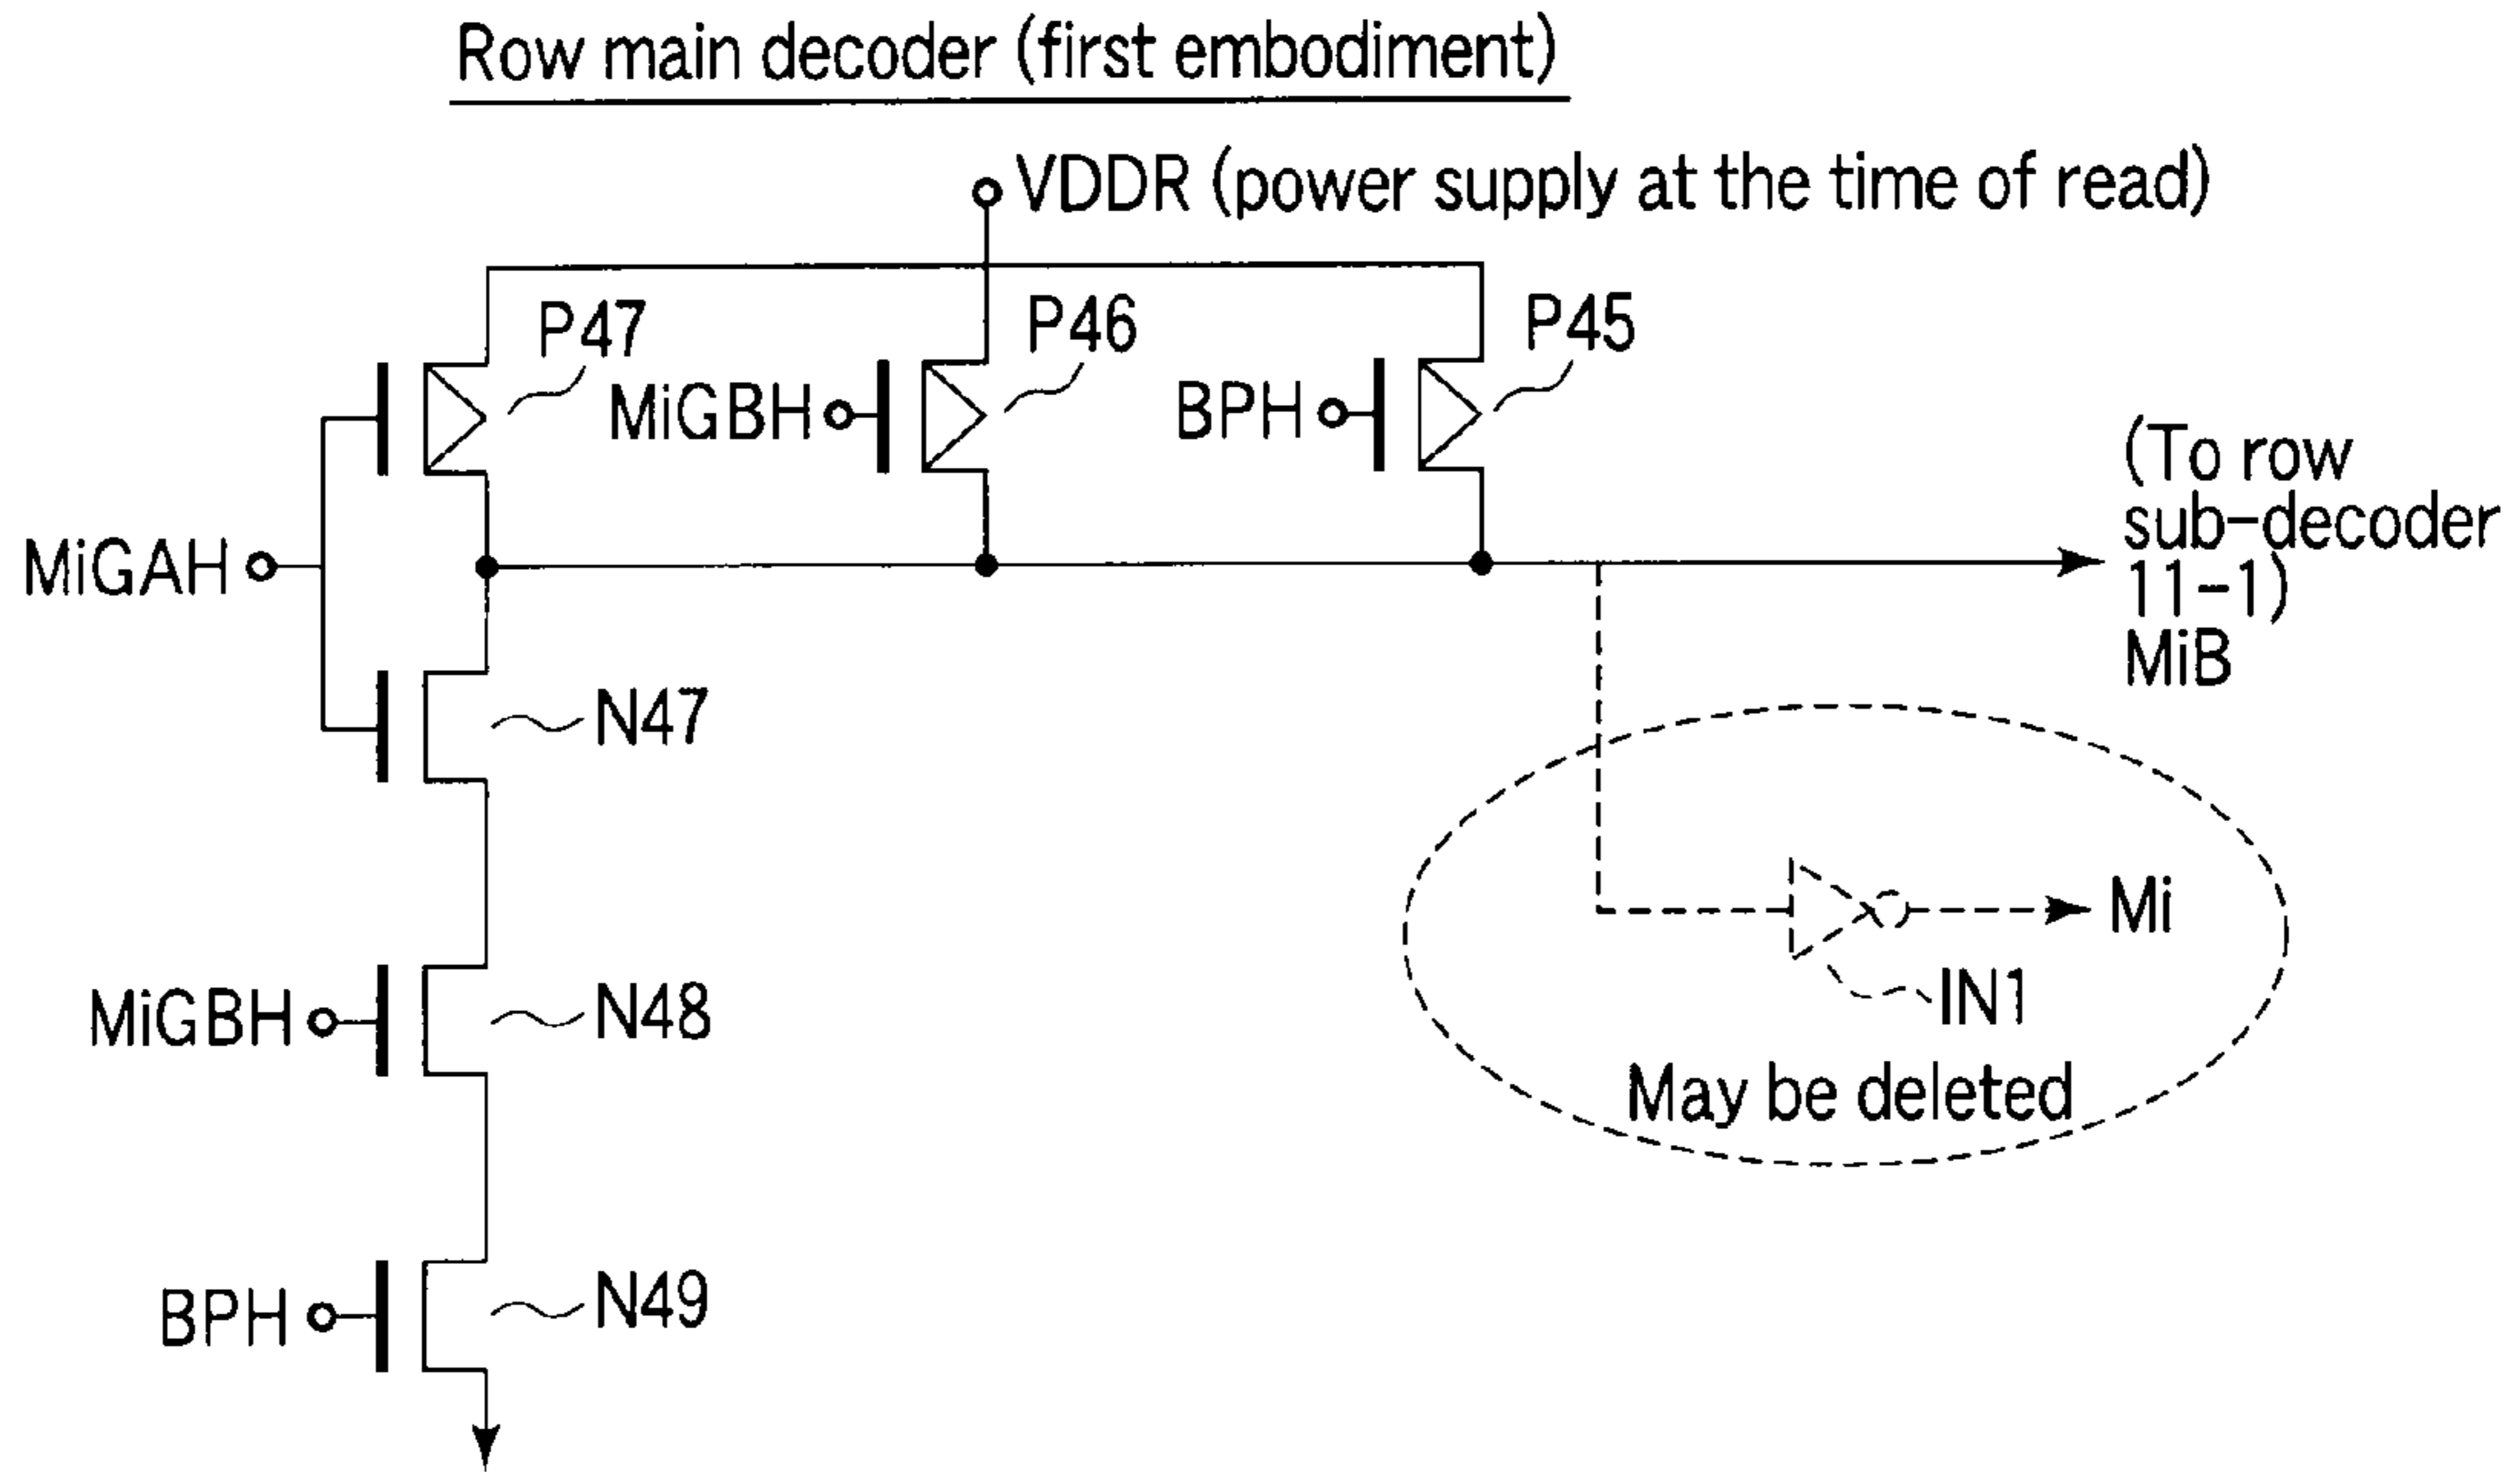 Row main decoder (first embodiment)
VDDR (power supply at the time of read)
P47
P46
P45
MiGBH
BPH
(To row
sub-decoder
11-1)
MiB
MiGAH
N47
Mi
IN1
May be deleted
MiGBH
N48
BPH
N49